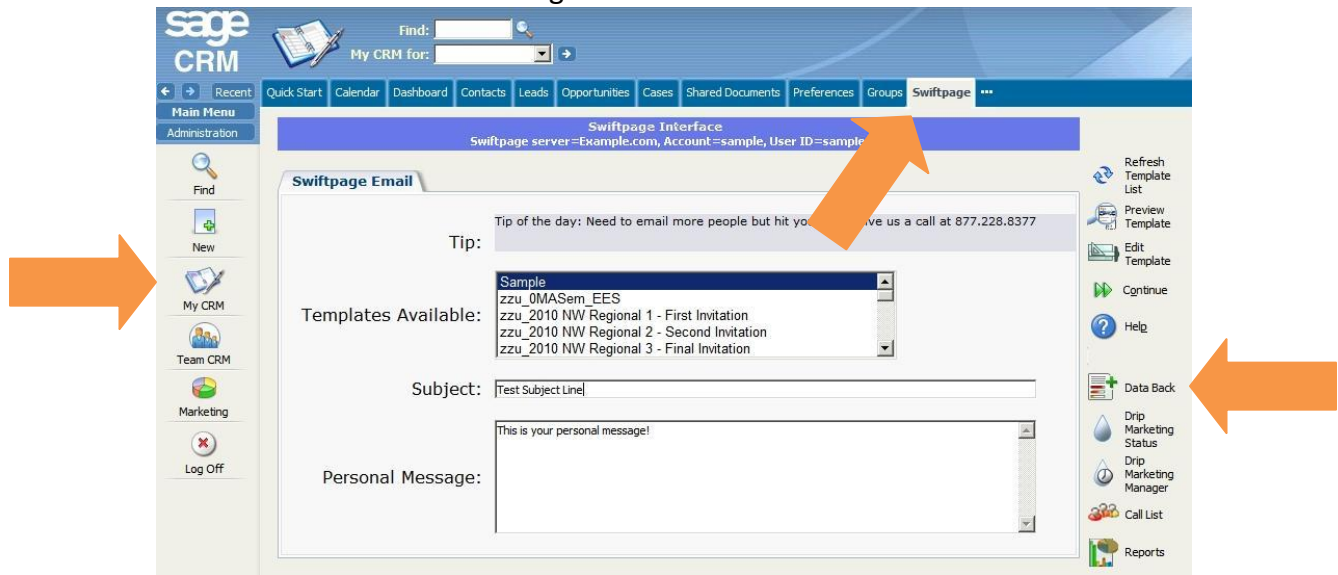 sage
CRM
Find:
My CRM for:
Recent
Quick Start Calendar Dashboard Contacts Leads Opportunities Cases Shared Documents Preferences Groups Swiftpage
Main Menu
Administration
Find
New
My CRM
Team CRM
Marketing
Log Off
Swiftpage Interface
Swiftpage server=Example.com, Account=sample, User ID=sample
Swiftpage Email
Tip:
Tip of the day: Need to email more people but hit yo ve us a call at 877.228.8377
Templates Available:
Sample
zzu_0MASem_EES
zzu_2010 NW Regional 1 - First Invitation
zzu_2010 NW Regional 2 - Second Invitation
zzu_2010 NW Regional 3 - Final Invitation
Subject:
Test Subject Line
Personal Message:
This is your personal message!
Refresh
Template
List
Preview
Template
Edit
Template
Continue
Help
Data Back
Drip
Marketing
Status
Drip
Marketing
Manager
Call List
Reports